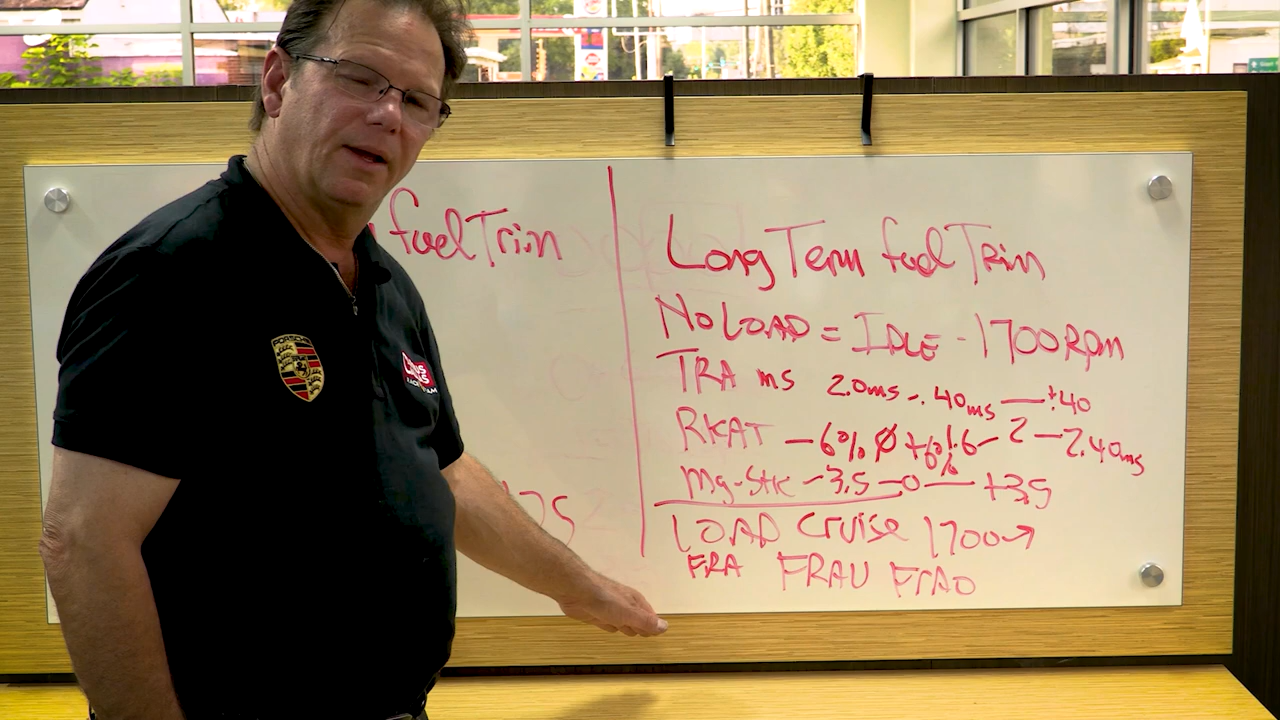 fuel Trim
Long Term fuel Trim
No LOAD = IDLE - 1700 Rpm
TRA ms 2.0ms - .40ms — +.40
RKAT — 6% Ø +6% .6 - 2 — 2.40ms
Mg-Stk - 3.5 - 0 — +3.5
LOAD Cruise 1700→
FRA FRAU FRAO
PORSCHE